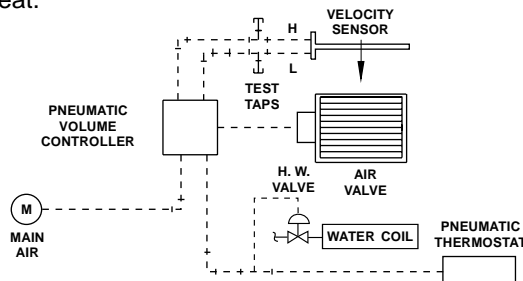 eat.
VELOCITY
SENSOR
H
L
TEST
TAPS
PNEUMATIC
VOLUME
CONTROLLER
H. W.
VALVE
AIR
VALVE
M
MAIN
AIR
WATER COIL
PNEUMATIC
THERMOSTAT